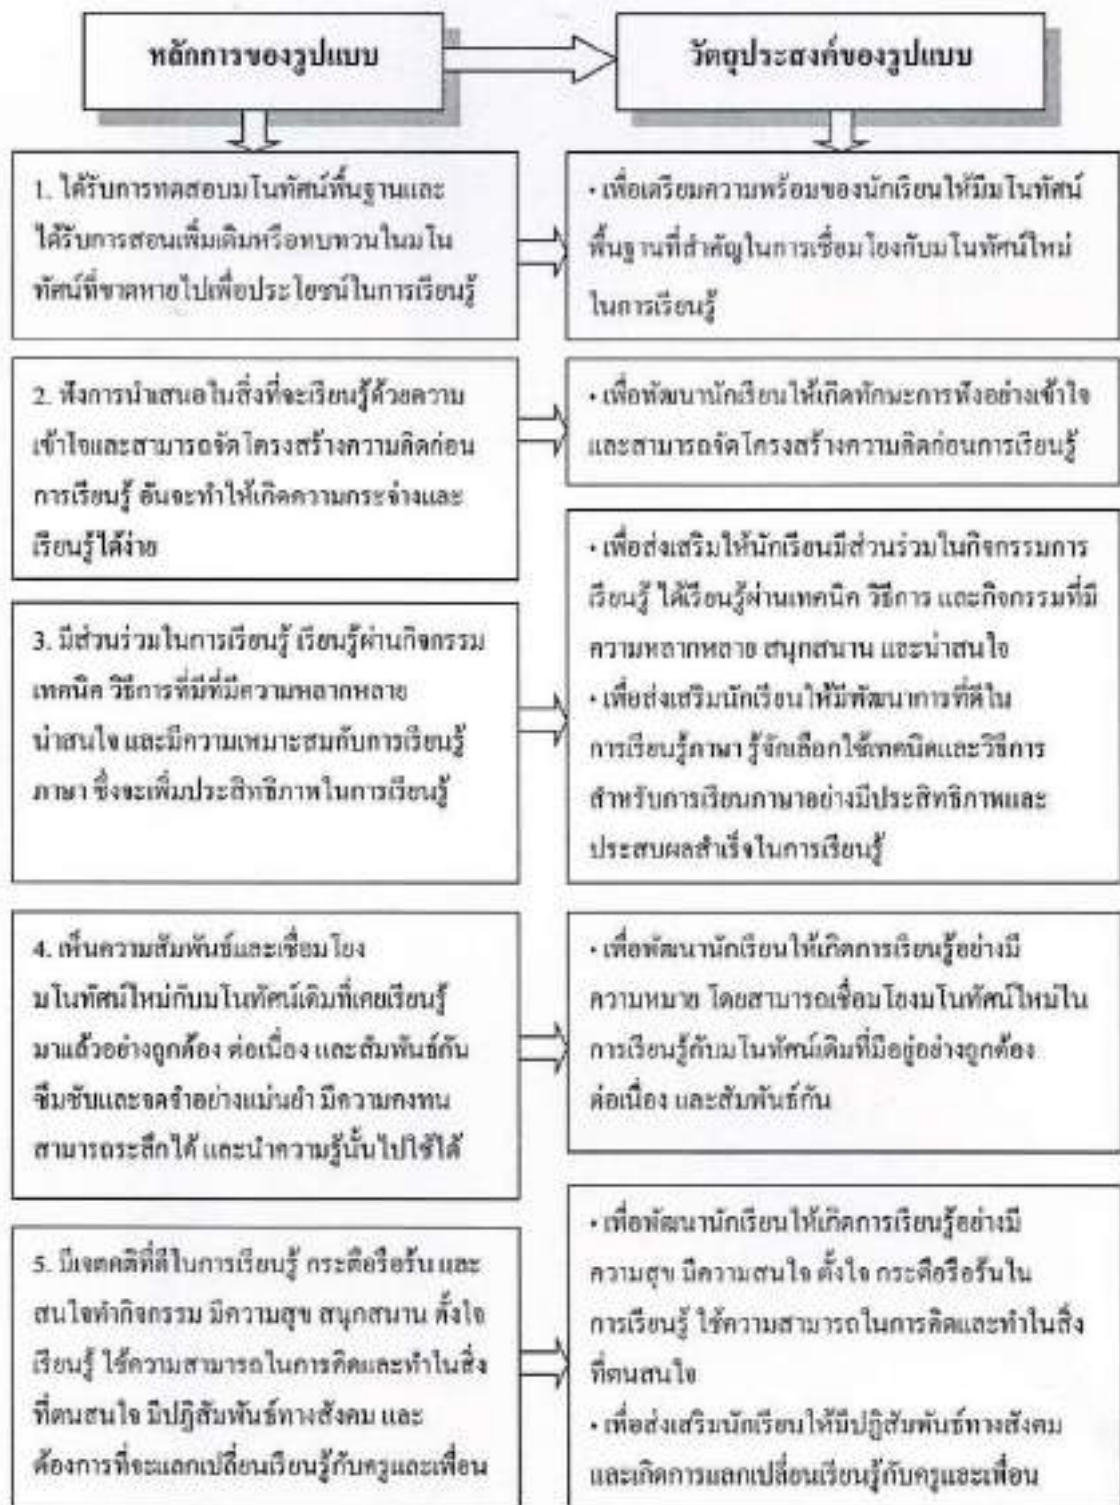 หลักการของรูปแบบ
วัตถุประสงค์ของรูปแบบ
1. ได้รับการทดสอบมโนทัศน์พื้นฐานและ
ได้รับการสอนเพิ่มเติมหรือทบทวนในมโน
ทัศน์ที่ขาดหายไปเพื่อประโยชน์ในการเรียนรู้
• เพื่อเตรียมความพร้อมของนักเรียนให้มีมโนทัศน์
พื้นฐานที่สำคัญในการเชื่อมโยงกับมโนทัศน์ใหม่
ในการเรียนรู้
2. ฟังการนำเสนอในสิ่งที่จะเรียนรู้ด้วยความ
เข้าใจและสามารถจัดโครงสร้างความคิดก่อน
การเรียนรู้ อันจะทำให้เกิดความกระจ่างและ
เรียนรู้ได้ง่าย
• เพื่อพัฒนานักเรียนให้เกิดทักษะการฟังอย่างเข้าใจ
และสามารถจัดโครงสร้างความคิดก่อนการเรียนรู้
3. มีส่วนร่วมในการเรียนรู้ เรียนรู้ผ่านกิจกรรม
เทคนิค วิธีการที่มีที่มีความหลากหลาย
น่าสนใจ และมีความเหมาะสมกับการเรียนรู้
ภาษา ซึ่งจะเพิ่มประสิทธิภาพในการเรียนรู้
• เพื่อส่งเสริมให้นักเรียนมีส่วนร่วมในกิจกรรมการ
เรียนรู้ ได้เรียนรู้ผ่านเทคนิค วิธีการ และกิจกรรมที่มี
ความหลากหลาย สนุกสนาน และน่าสนใจ
• เพื่อส่งเสริมนักเรียนให้มีพัฒนาการที่ดีใน
การเรียนรู้ภาษา รู้จักเลือกใช้เทคนิคและวิธีการ
สำหรับการเรียนภาษาอย่างมีประสิทธิภาพและ
ประสบผลสำเร็จในการเรียนรู้
4. เห็นความสัมพันธ์และเชื่อมโยง
มโนทัศน์ใหม่กับมโนทัศน์เดิมที่เคยเรียนรู้
มาแล้วอย่างถูกต้อง ต่อเนื่อง และสัมพันธ์กัน
ซึมซับและจดจำอย่างแม่นยำ มีความคงทน
สามารถระลึกได้ และนำความรู้นั้นไปใช้ได้
• เพื่อพัฒนานักเรียนให้เกิดการเรียนรู้อย่างมี
ความหมาย โดยสามารถเชื่อมโยงมโนทัศน์ใหม่ใน
การเรียนรู้กับมโนทัศน์เดิมที่มีอยู่อย่างถูกต้อง
ต่อเนื่อง และสัมพันธ์กัน
5. มีเจตคติที่ดีในการเรียนรู้ กระตือรือร้น และ
สนใจทำกิจกรรม มีความสุข สนุกสนาน ตั้งใจ
เรียนรู้ ใช้ความสามารถในการคิดและทำในสิ่ง
ที่ตนสนใจ มีปฏิสัมพันธ์ทางสังคม และ
ต้องการที่จะแลกเปลี่ยนเรียนรู้กับครูและเพื่อน
• เพื่อพัฒนานักเรียนให้เกิดการเรียนรู้อย่างมี
ความสุข มีความสนใจ ตั้งใจ กระตือรือร้นใน
การเรียนรู้ ใช้ความสามารถในการคิดและทำในสิ่ง
ที่ตนสนใจ
• เพื่อส่งเสริมนักเรียนให้มีปฏิสัมพันธ์ทางสังคม
และเกิดการแลกเปลี่ยนเรียนรู้กับครูและเพื่อน